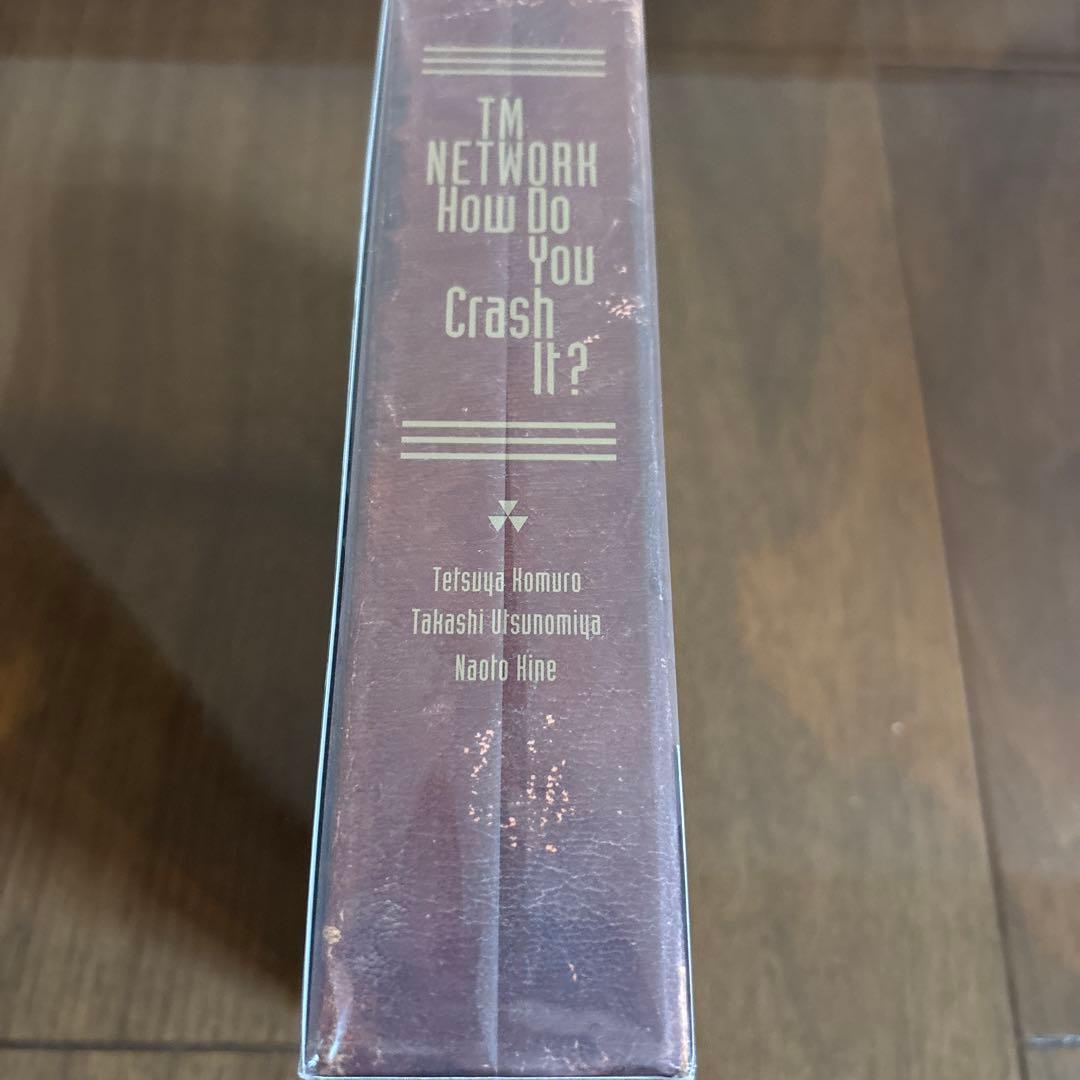 TM
NETWORK
How Do
You
Crash
It?
Tetsuya Komuro
Takashi Utsunomiya
Naoto Kine